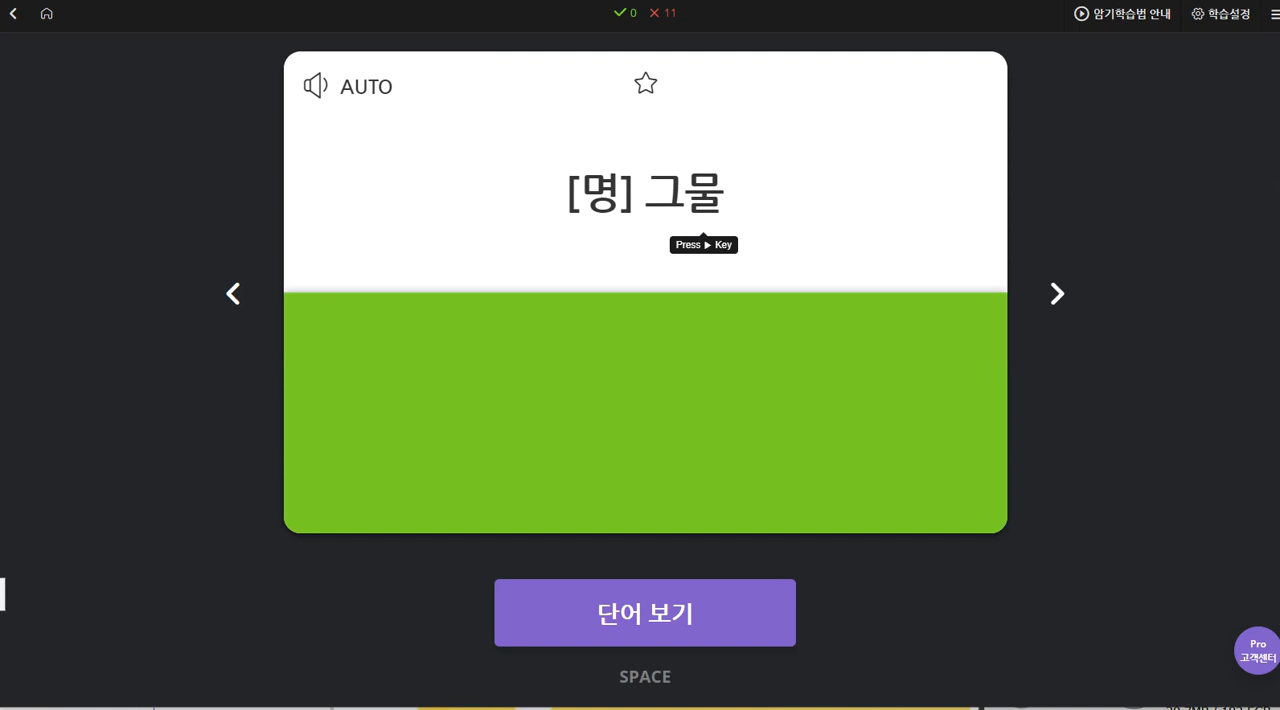 0 11 암기학습법 안내 학습설정
AUTO
[명] 그물
Press ▶ Key
단어 보기
SPACE
Pro
고객센터